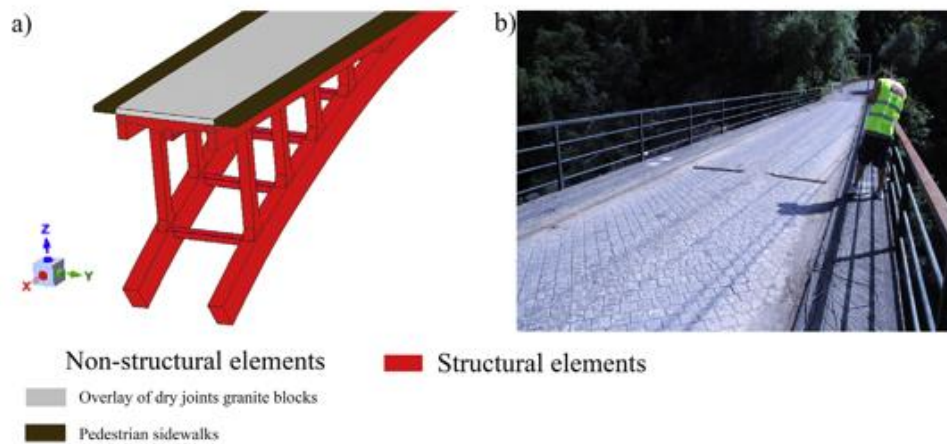 a)
b)
Z
Y
X
Non-structural elements
Structural elements
Overlay of dry joints granite blocks
Pedestrian sidewalks